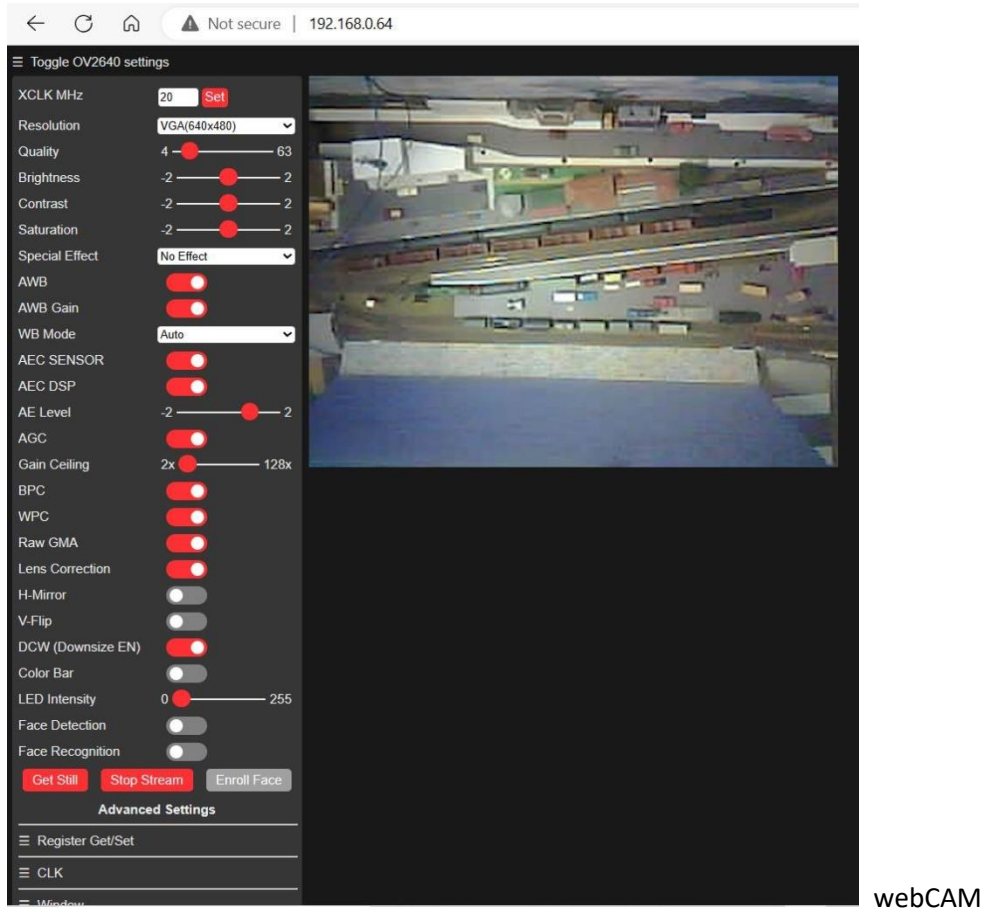 Not secure | 192.168.0.64
☰ Toggle OV2640 settings
XCLK MHz 20 Set
Resolution VGA(640x480)
Quality 4 63
Brightness -2 2
Contrast -2 2
Saturation -2 2
Special Effect No Effect
AWB
AWB Gain
WB Mode Auto
AEC SENSOR
AEC DSP
AE Level -2 2
AGC
Gain Ceiling 2x 128x
BPC
WPC
Raw GMA
Lens Correction
H-Mirror
V-Flip
DCW (Downsize EN)
Color Bar
LED Intensity 0 255
Face Detection
Face Recognition
Get Still Stop Stream Enroll Face
Advanced Settings
☰ Register Get/Set
☰ CLK
☰ Window
webCAM